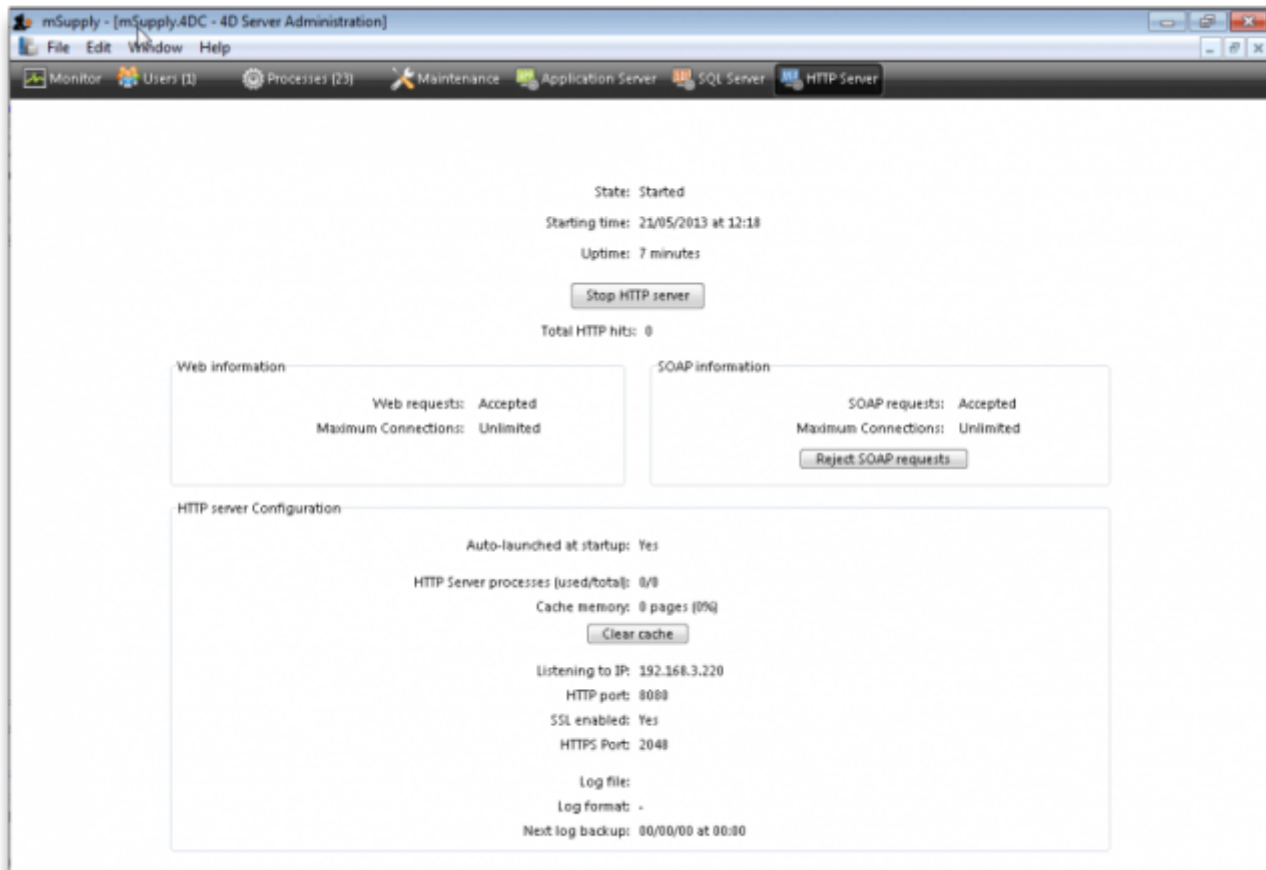 mSupply - [mSupply.4DC - 4D Server Administration]
File Edit Window Help
Monitor Users (1) Processes (23) Maintenance Application Server SQL Server HTTP Server
State: Started
Starting time: 21/05/2013 at 12:18
Uptime: 7 minutes
Stop HTTP server
Total HTTP hits: 0
Web information
Web requests: Accepted
Maximum Connections: Unlimited
SOAP information
SOAP requests: Accepted
Maximum Connections: Unlimited
Reject SOAP requests
HTTP server Configuration
Auto-launched at startup: Yes
HTTP Server processes (used/total): 0/0
Cache memory: 0 pages (0%)
Clear cache
Listening to IP: 192.168.3.220
HTTP port: 8080
SSL enabled: Yes
HTTPS Port: 2048
Log file:
Log format: -
Next log backup: 00/00/00 at 00:00